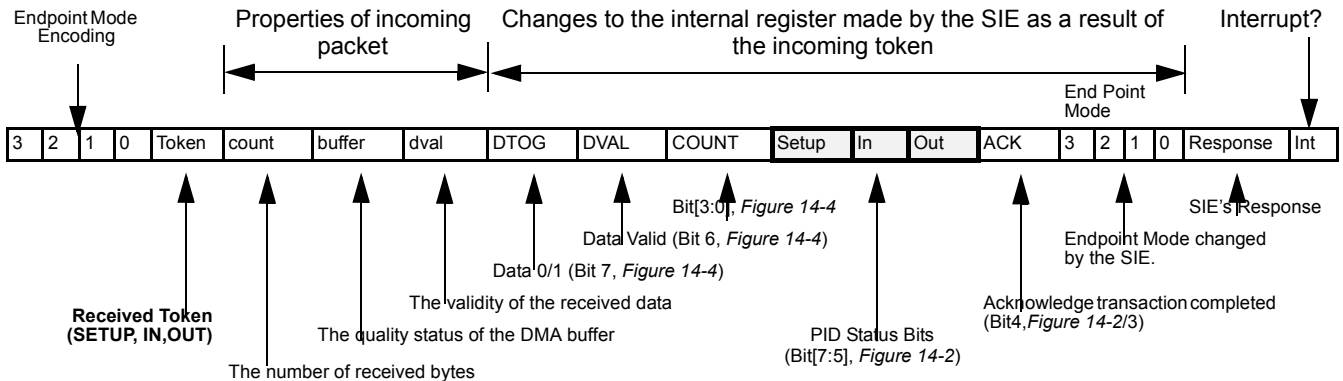 Endpoint Mode
Encoding
Properties of incoming
packet
Changes to the internal register made by the SIE as a result of
the incoming token
Interrupt?
End Point
Mode
3 2 1 0 Token count buffer dval DTOG DVAL COUNT Setup In Out ACK 3 2 1 0 Response Int
Bit[3:0], Figure 14-4
SIE's Response
Data Valid (Bit 6, Figure 14-4)
Endpoint Mode changed
by the SIE.
Data 0/1 (Bit 7, Figure 14-4)
The validity of the received data
Received Token
(SETUP, IN,OUT)
The quality status of the DMA buffer
PID Status Bits
(Bit[7:5], Figure 14-2)
Acknowledge transaction completed
(Bit4,Figure 14-2/3)
The number of received bytes